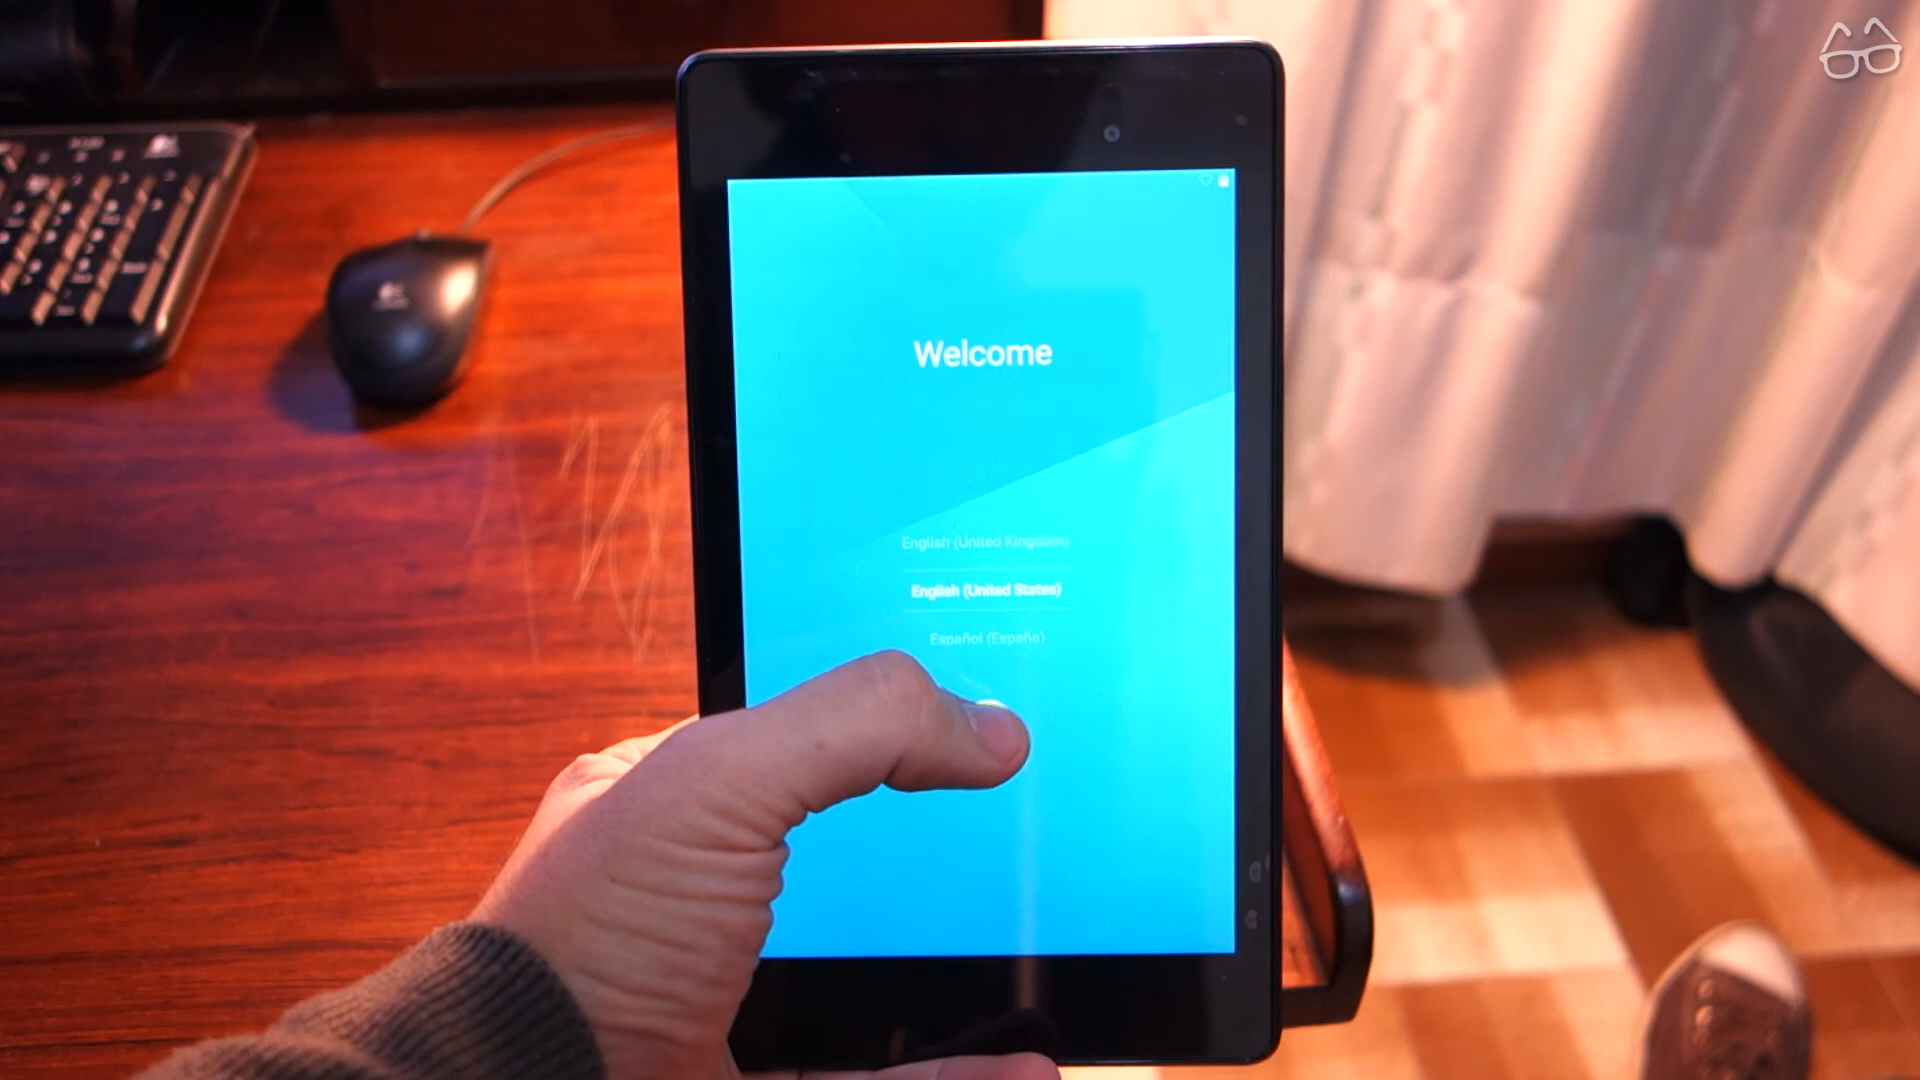 Welcome
English (United Kingdom)
English (United States)
Español (España)